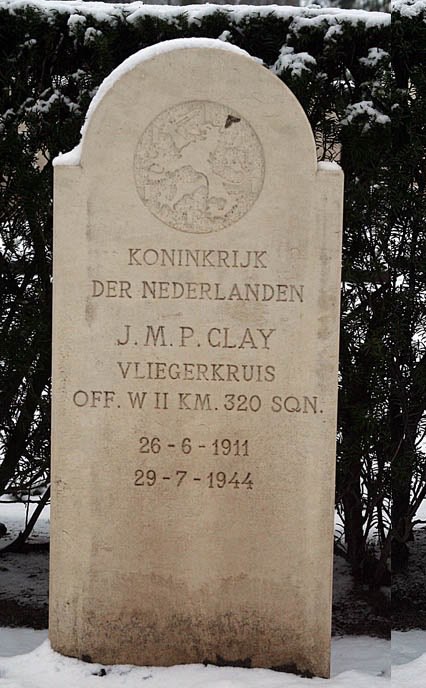 KONINKRIJK
DER NEDERLANDEN
J. M. P. CLAY
VLIEGERKRUIS
OFF. W II KM. 320 SQN.
26 - 6 - 1911
29 - 7 - 1944